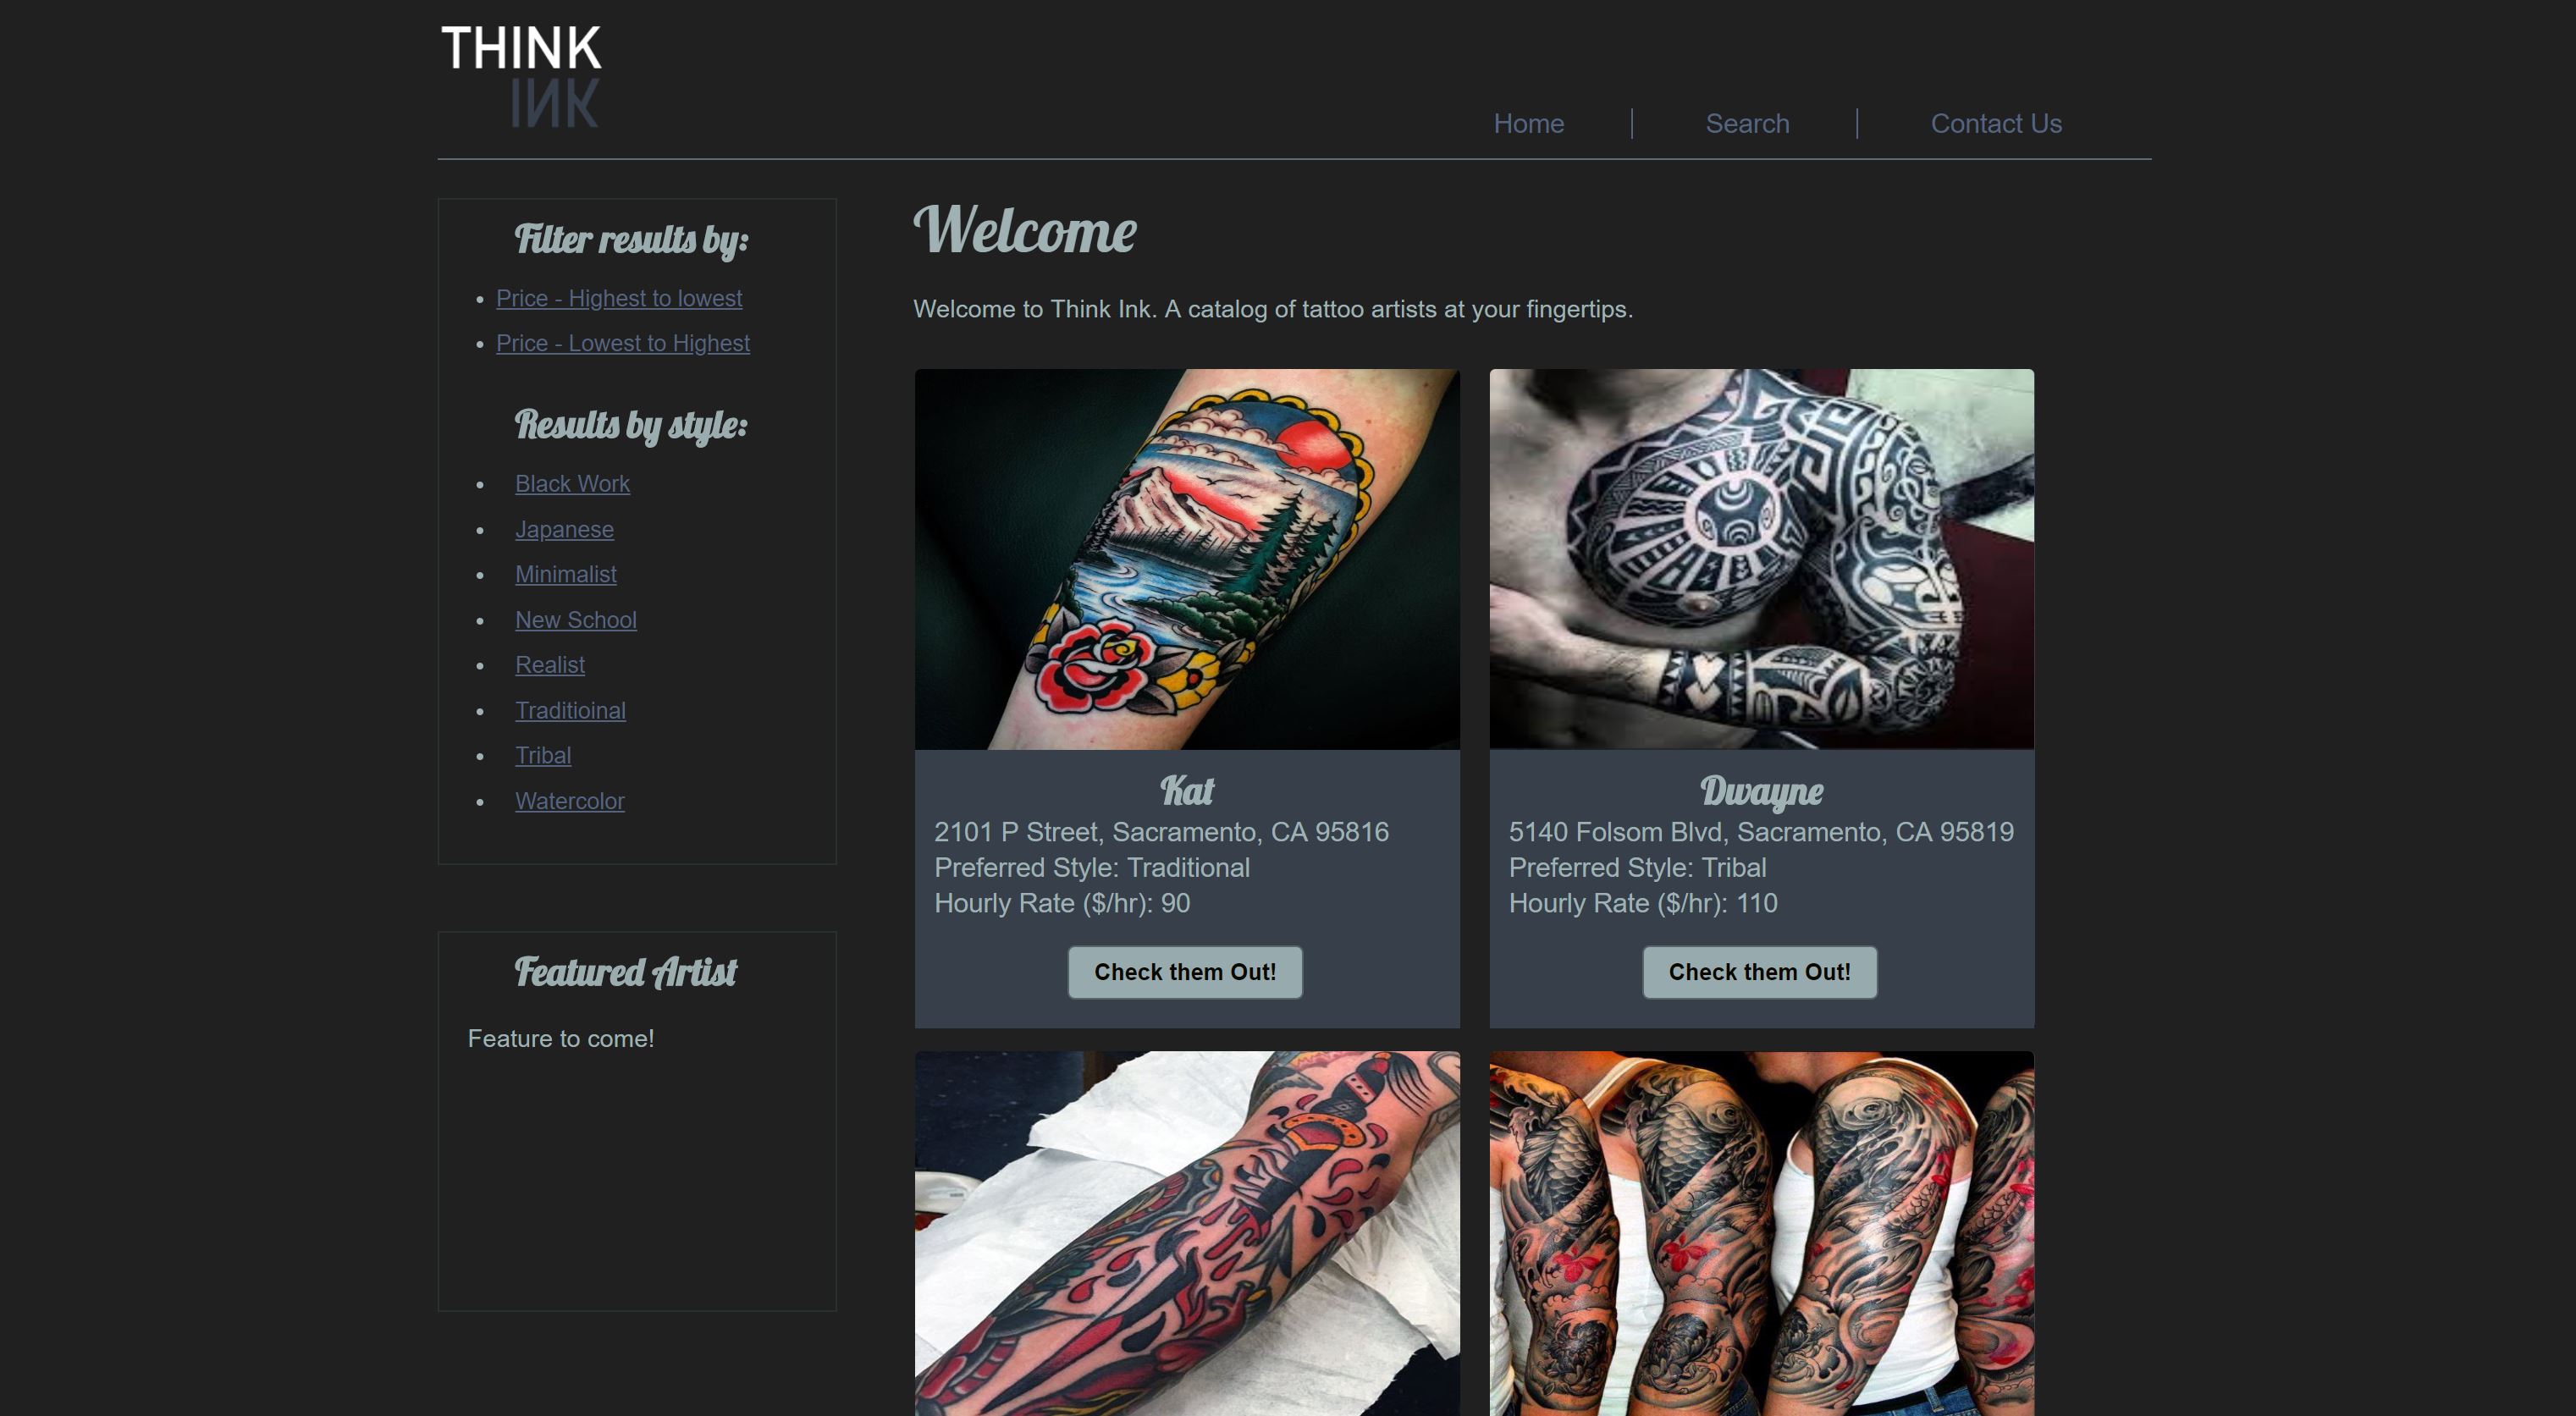 THINK
INK
Home
Search
Contact Us
Filter results by:
Price - Highest to lowest
Price - Lowest to Highest
Results by style:
Black Work
Japanese
Minimalist
New School
Realist
Traditioinal
Tribal
Watercolor
Featured Artist
Feature to come!
Welcome
Welcome to Think Ink. A catalog of tattoo artists at your fingertips.
Kat
2101 P Street, Sacramento, CA 95816
Preferred Style: Traditional
Hourly Rate ($/hr): 90
Check them Out!
Dwayne
5140 Folsom Blvd, Sacramento, CA 95819
Preferred Style: Tribal
Hourly Rate ($/hr): 110
Check them Out!